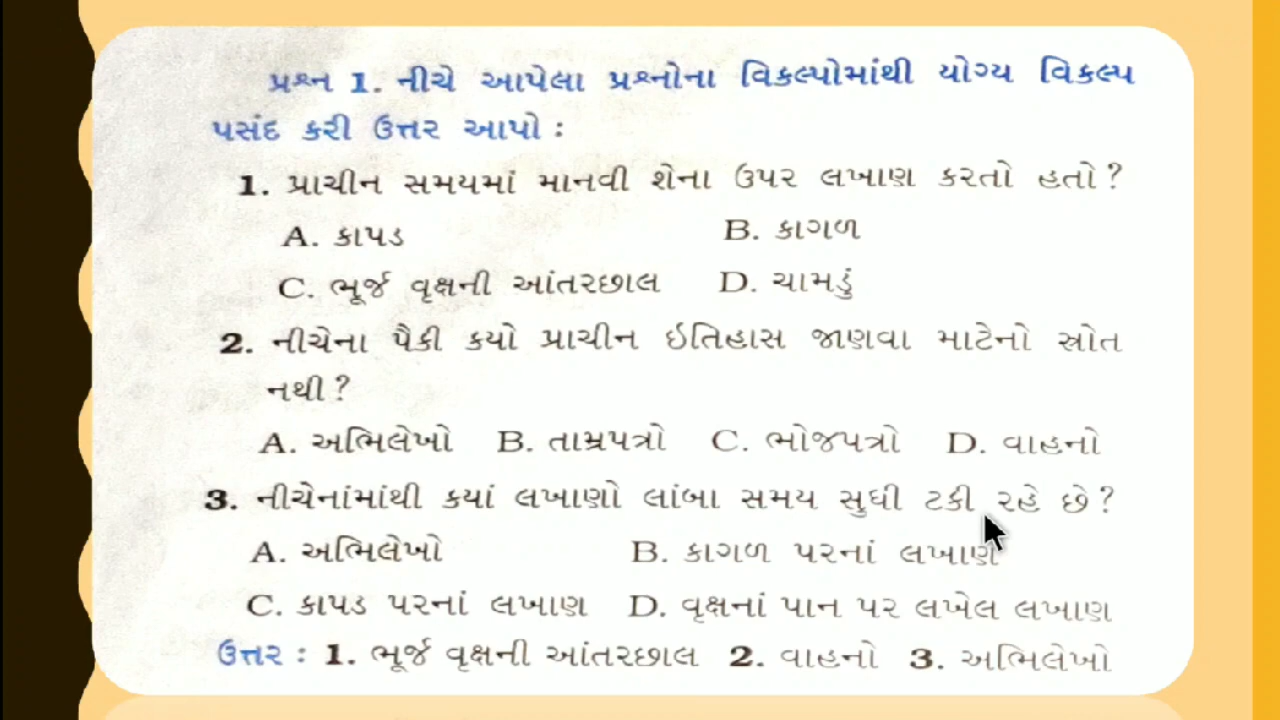 પ્રશ્ન 1. નીચે આપેલા પ્રશ્નોના વિકલ્પોમાંથી યોગ્ય વિકલ્પ
પસંદ કરી ઉત્તર આપો :
1. પ્રાચીન સમયમાં માનવી શેના ઉપર લખાણ કરતો હતો?
A. કાપડ B. કાગળ
C. ભૂર્જ વૃક્ષની આંતરછાલ D. ચામડું
2. નીચેના પૈકી કયો પ્રાચીન ઇતિહાસ જાણવા માટેનો સ્રોત
નથી?
A. અભિલેખો B. તામ્રપત્રો C. ભોજપત્રો D. વાહનો
3. નીચેનાંમાંથી કયાં લખાણો લાંબા સમય સુધી ટકી રહે છે?
A. અભિલેખો B. કાગળ પરનાં લખાણ
C. કાપડ પરનાં લખાણ D. વૃક્ષનાં પાન પર લખેલ લખાણ
ઉત્તર : 1. ભૂર્જ વૃક્ષની આંતરછાલ 2. વાહનો 3. અભિલેખો